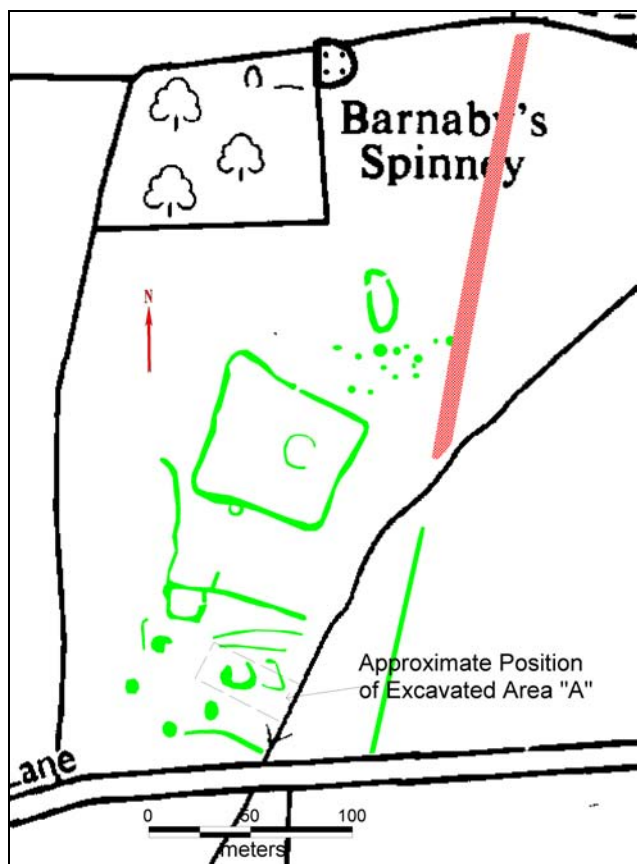 Barnaby's
Spinney
N
Approximate Position
of Excavated Area "A"
Lane
0 50 100
meters